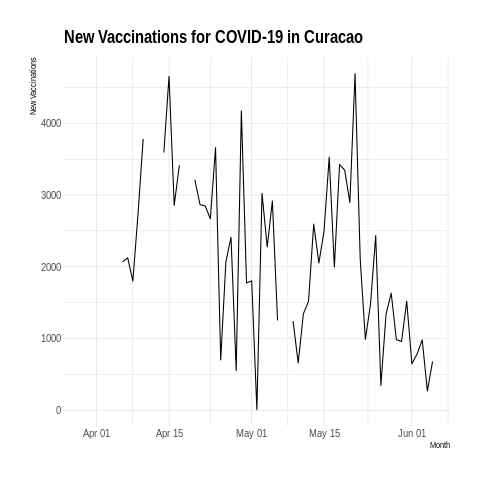 New Vaccinations for COVID-19 in Curacao
New Vaccinations
4000
3000
2000
1000
0
Apr 01 Apr 15 May 01 May 15 Jun 01
Month